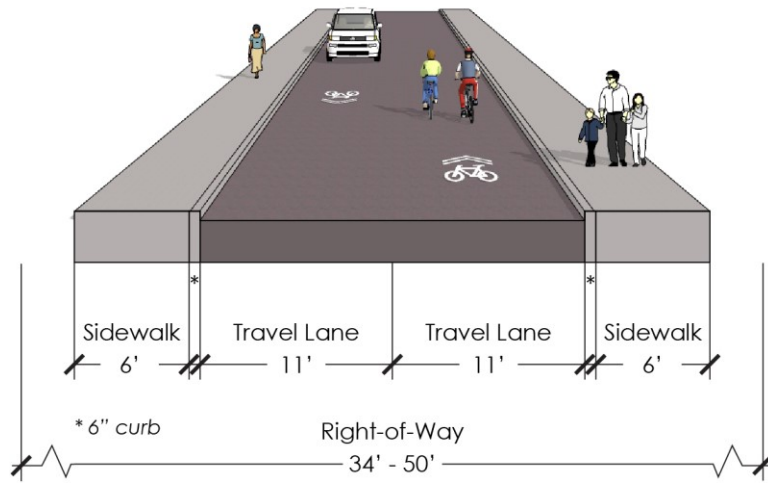 *
*
Sidewalk
Travel Lane
Travel Lane
Sidewalk
6’
11’
11’
6’
* 6” curb
Right-of-Way
34’ - 50’